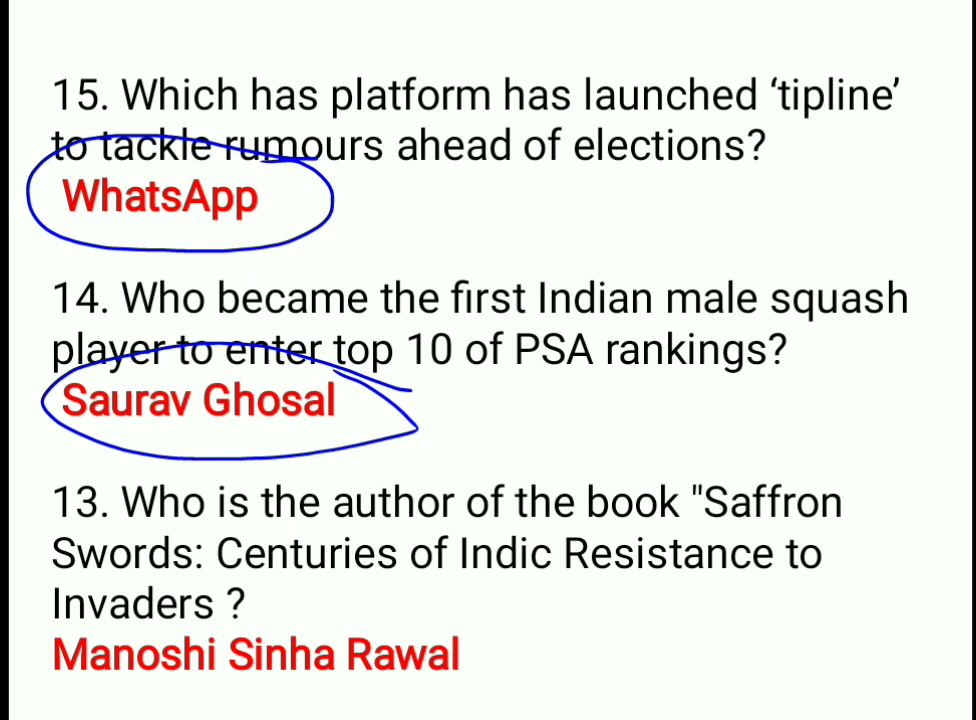 15. Which has platform has launched ‘tipline’
to tackle rumours ahead of elections?
WhatsApp
14. Who became the first Indian male squash
player to enter top 10 of PSA rankings?
Saurav Ghosal
13. Who is the author of the book "Saffron
Swords: Centuries of Indic Resistance to
Invaders ?
Manoshi Sinha Rawal